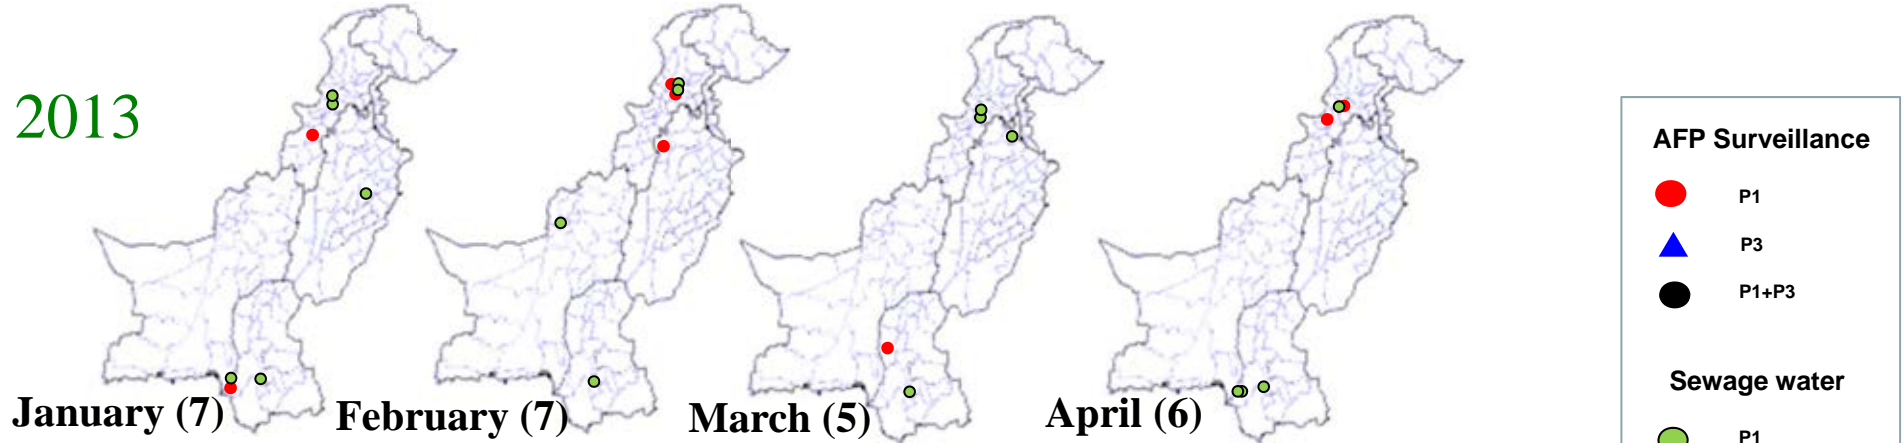 2013
January (7)
February (7)
March (5)
April (6)
AFP Surveillance
P1
P3
P1+P3
Sewage water
P1